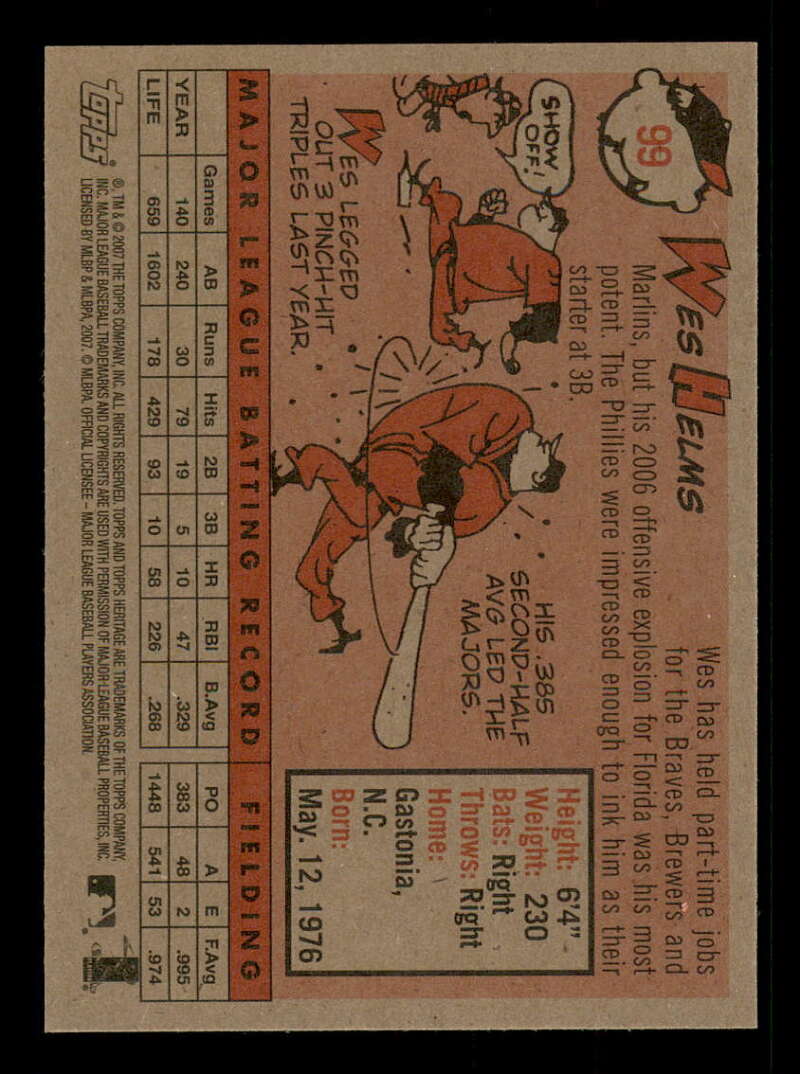 99
WES HELMS
Wes has held part-time jobs
for the Braves, Brewers and
Marlins, but his 2006 offensive explosion for Florida was his most
potent. The Phillies were impressed enough to ink him as their
starter at 3B.
SHOW
OFF!
WES LEGGED
OUT 3 PINCH-HIT
TRIPLES LAST YEAR.
HIS .385
SECOND-HALF
AVG LED THE
MAJORS.
Height: 6'4"
Weight: 230
Bats: Right
Throws: Right
Home:
Gastonia,
N.C.
Born:
May. 12, 1976
MAJOR LEAGUE BATTING RECORD FIELDING
Games AB Runs Hits 2B 3B HR RBI B.Avg PO A E F.Avg
YEAR 140 240 30 79 19 5 10 47 .329 383 48 2 .995
LIFE 659 1602 178 429 93 10 58 226 .268 1448 541 53 .974
TOPPS®
®, TM & © 2007 THE TOPPS COMPANY, INC. ALL RIGHTS RESERVED. TOPPS AND TOPPS HERITAGE ARE TRADEMARKS OF THE TOPPS COMPANY,
INC. MAJOR LEAGUE BASEBALL TRADEMARKS AND COPYRIGHTS ARE USED WITH PERMISSION OF MAJOR LEAGUE BASEBALL PROPERTIES, INC.
LICENSED BY MLBP & MLBPA, 2007. © MLBPA. OFFICIAL LICENSEE – MAJOR LEAGUE BASEBALL PLAYERS ASSOCIATION.